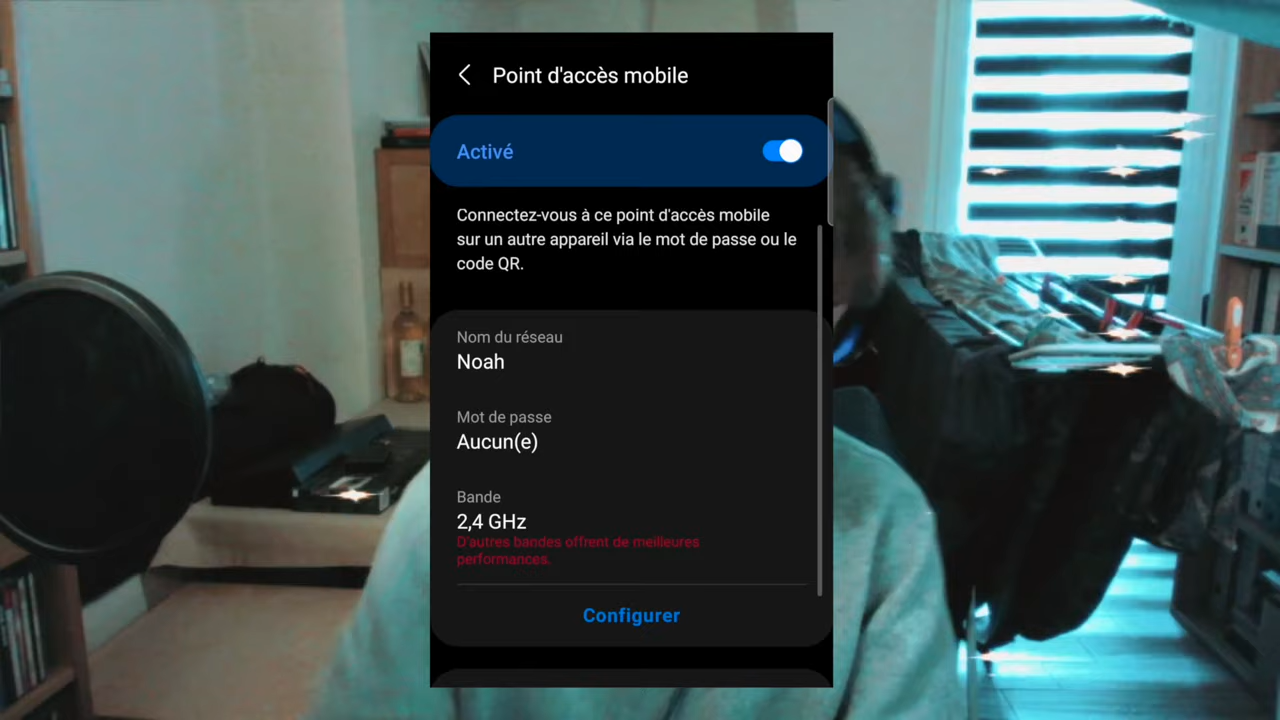 Point d'accès mobile
Activé
Connectez-vous à ce point d'accès mobile
sur un autre appareil via le mot de passe ou le
code QR.
Nom du réseau
Noah
Mot de passe
Aucun(e)
Bande
2,4 GHz
D'autres bandes offrent de meilleures
performances.
Configurer